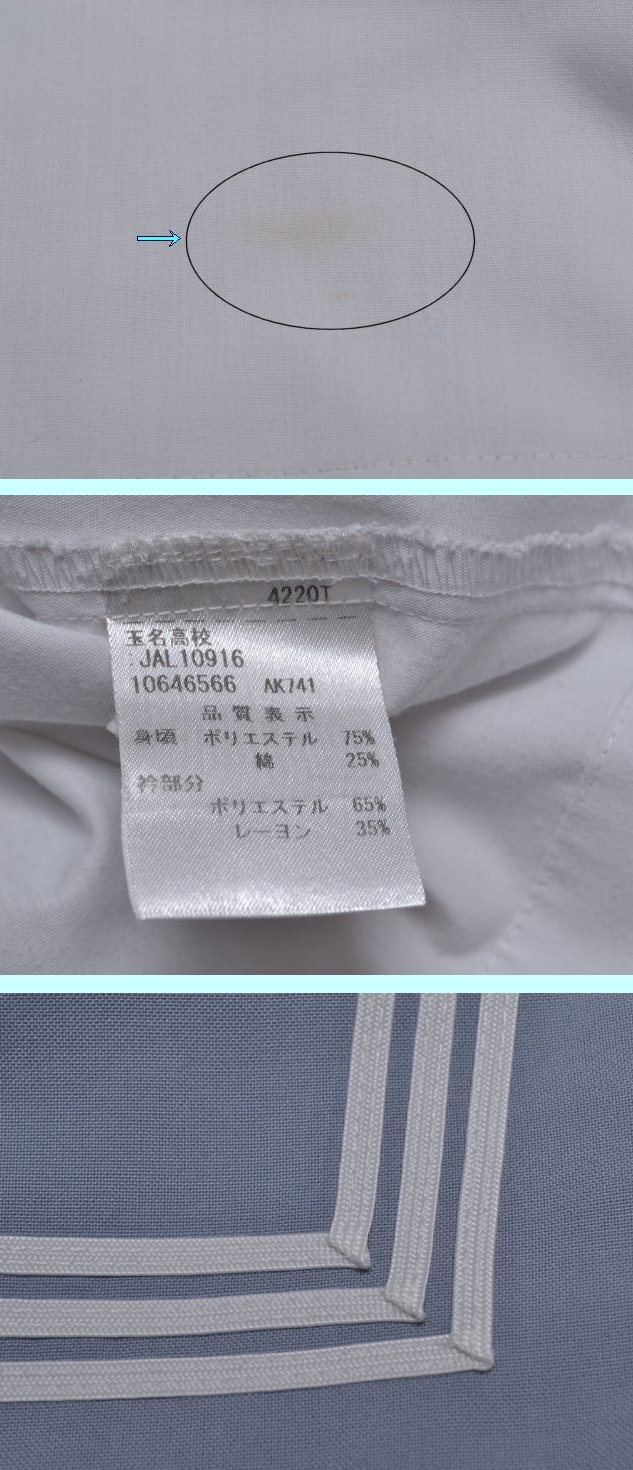 4220T
玉名高校
JAL10916
10646566 AK741
品質表示
身頃 ポリエステル 75%
綿 25%
衿部分
ポリエステル 65%
レーヨン 35%